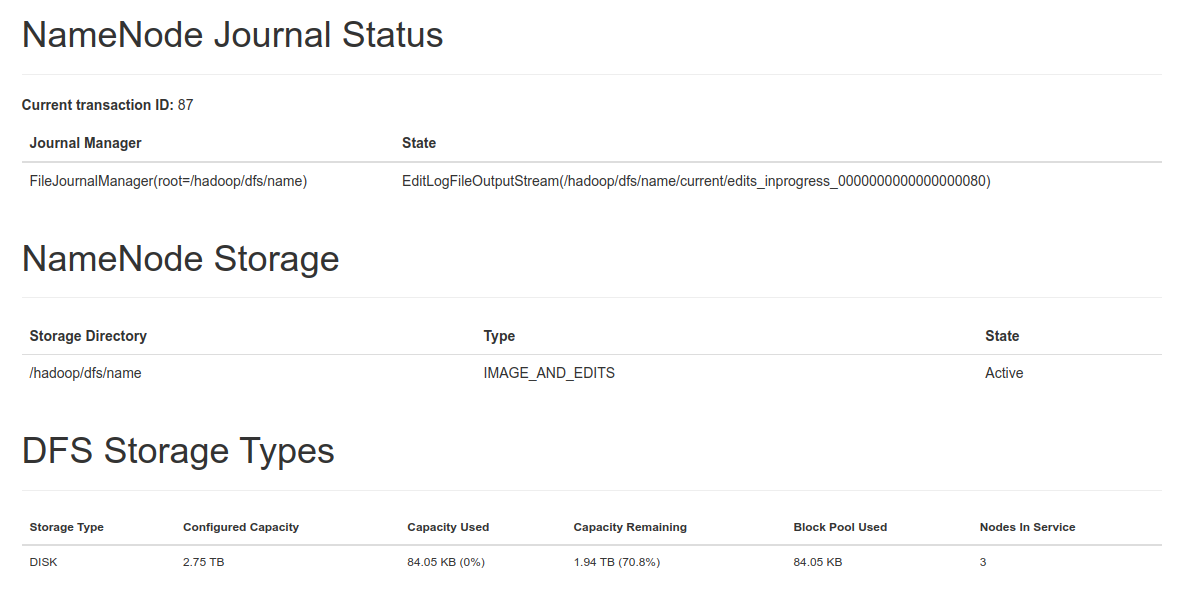 NameNode Journal Status
Current transaction ID: 87
Journal Manager State
FileJournalManager(root=/hadoop/dfs/name) EditLogFileOutputStream(/hadoop/dfs/name/current/edits_inprogress_0000000000000000080)
NameNode Storage
Storage Directory Type State
/hadoop/dfs/name IMAGE_AND_EDITS Active
DFS Storage Types
Storage Type Configured Capacity Capacity Used Capacity Remaining Block Pool Used Nodes In Service
DISK 2.75 TB 84.05 KB (0%) 1.94 TB (70.8%) 84.05 KB 3